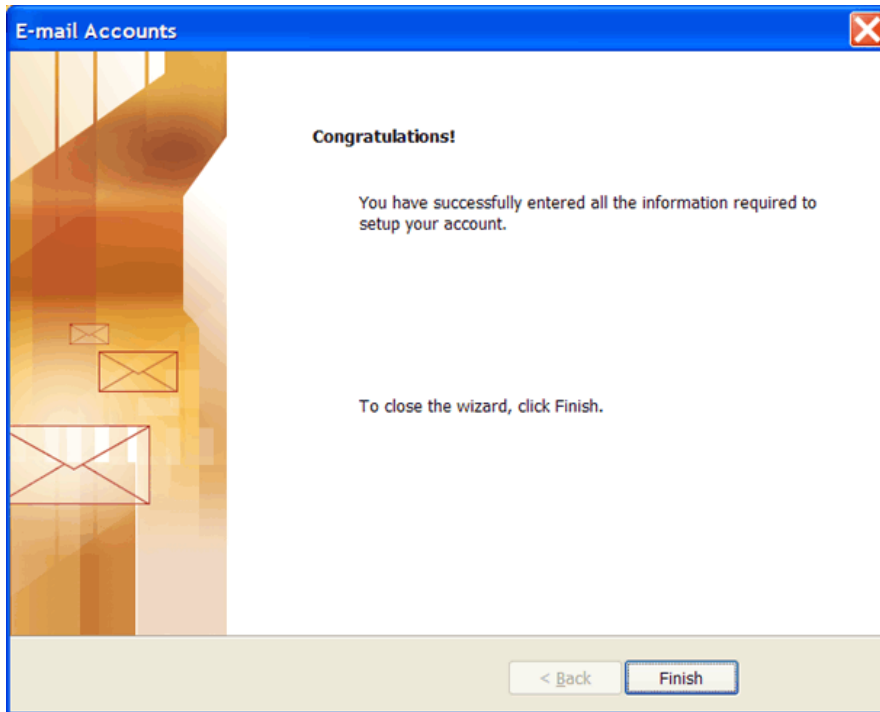 E-mail Accounts
Congratulations!
You have successfully entered all the information required to
setup your account.
To close the wizard, click Finish.
< Back
Finish